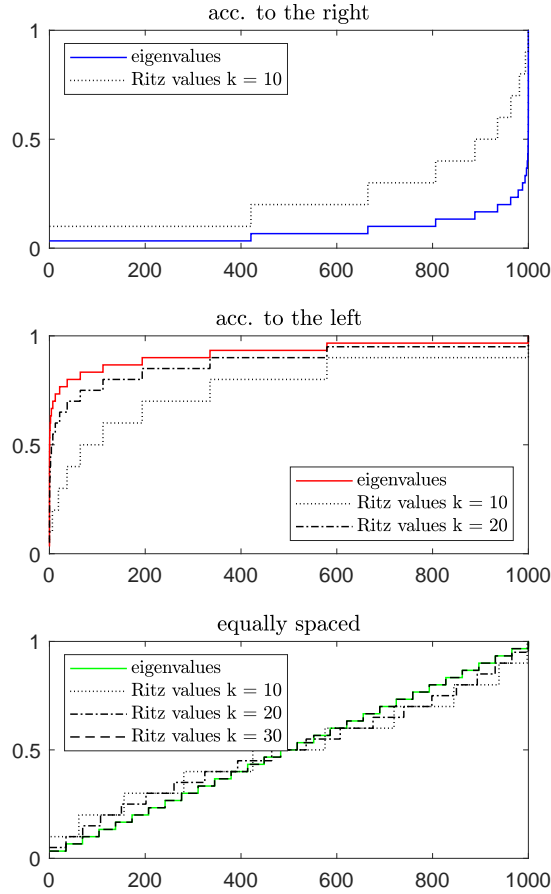 acc. to the right
1
eigenvalues
Ritz values k = 10
0.5
0
0 200 400 600 800 1000
acc. to the left
1
0.5
eigenvalues
Ritz values k = 10
Ritz values k = 20
0
0 200 400 600 800 1000
equally spaced
1
eigenvalues
Ritz values k = 10
Ritz values k = 20
Ritz values k = 30
0.5
0
0 200 400 600 800 1000